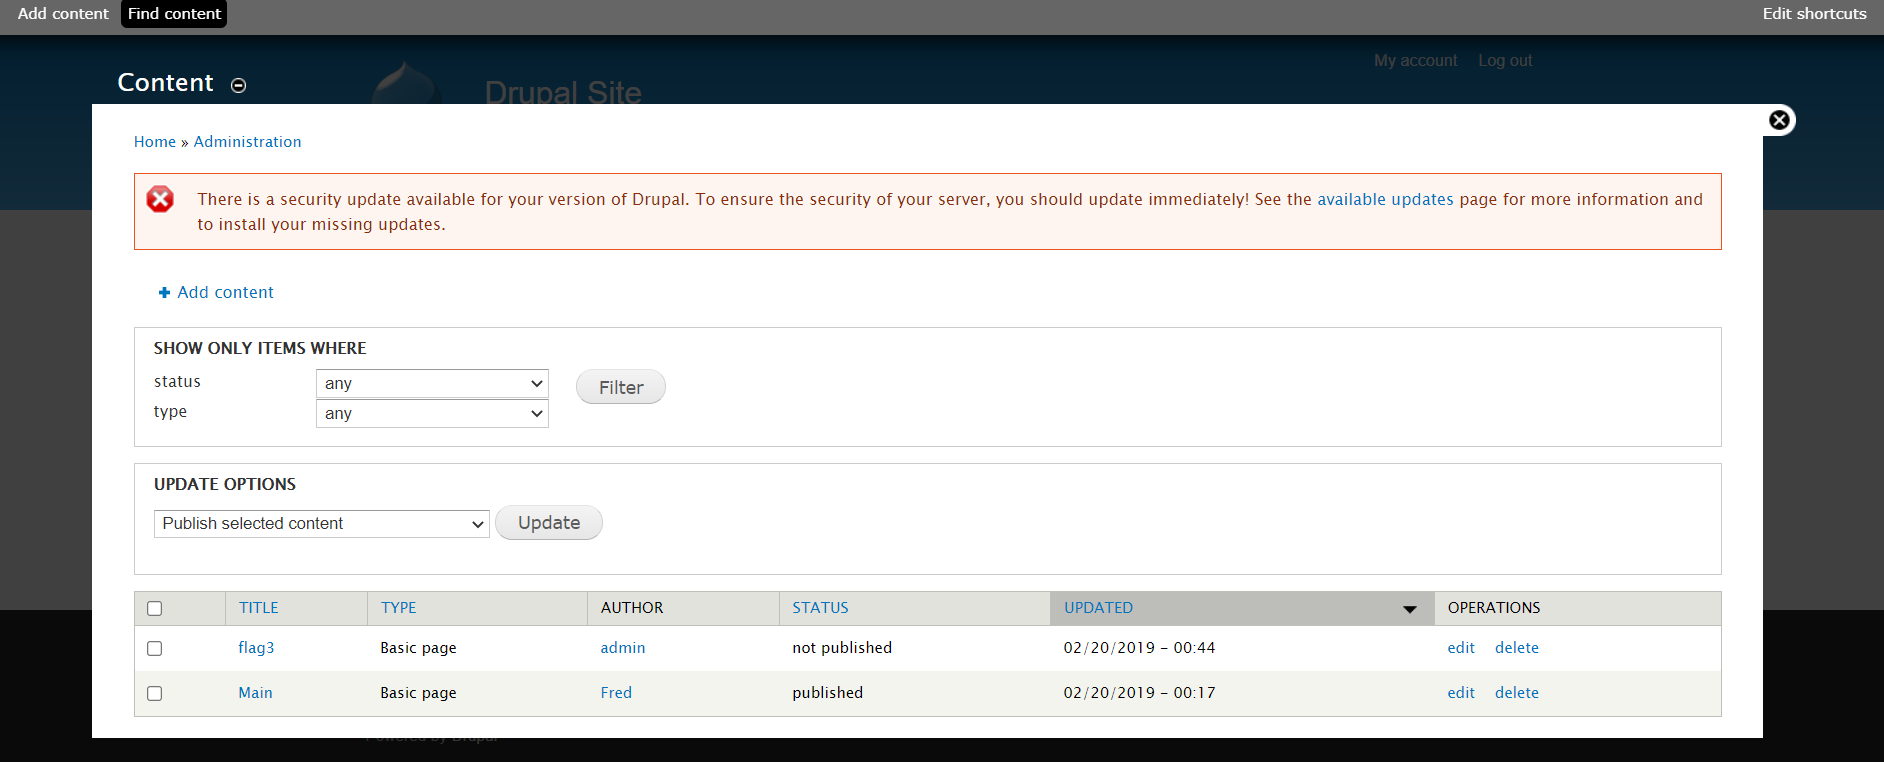 Add content Find content Edit shortcuts
My account Log out
Content
Drupal Site
Home » Administration
There is a security update available for your version of Drupal. To ensure the security of your server, you should update immediately! See the available updates page for more information and
to install your missing updates.
Add content
SHOW ONLY ITEMS WHERE
status any Filter
type any
UPDATE OPTIONS
Publish selected content Update
TITLE TYPE AUTHOR STATUS UPDATED OPERATIONS
flag3 Basic page admin not published 02/20/2019 - 00:44 edit delete
Main Basic page Fred published 02/20/2019 - 00:17 edit delete
Powered by Drupal